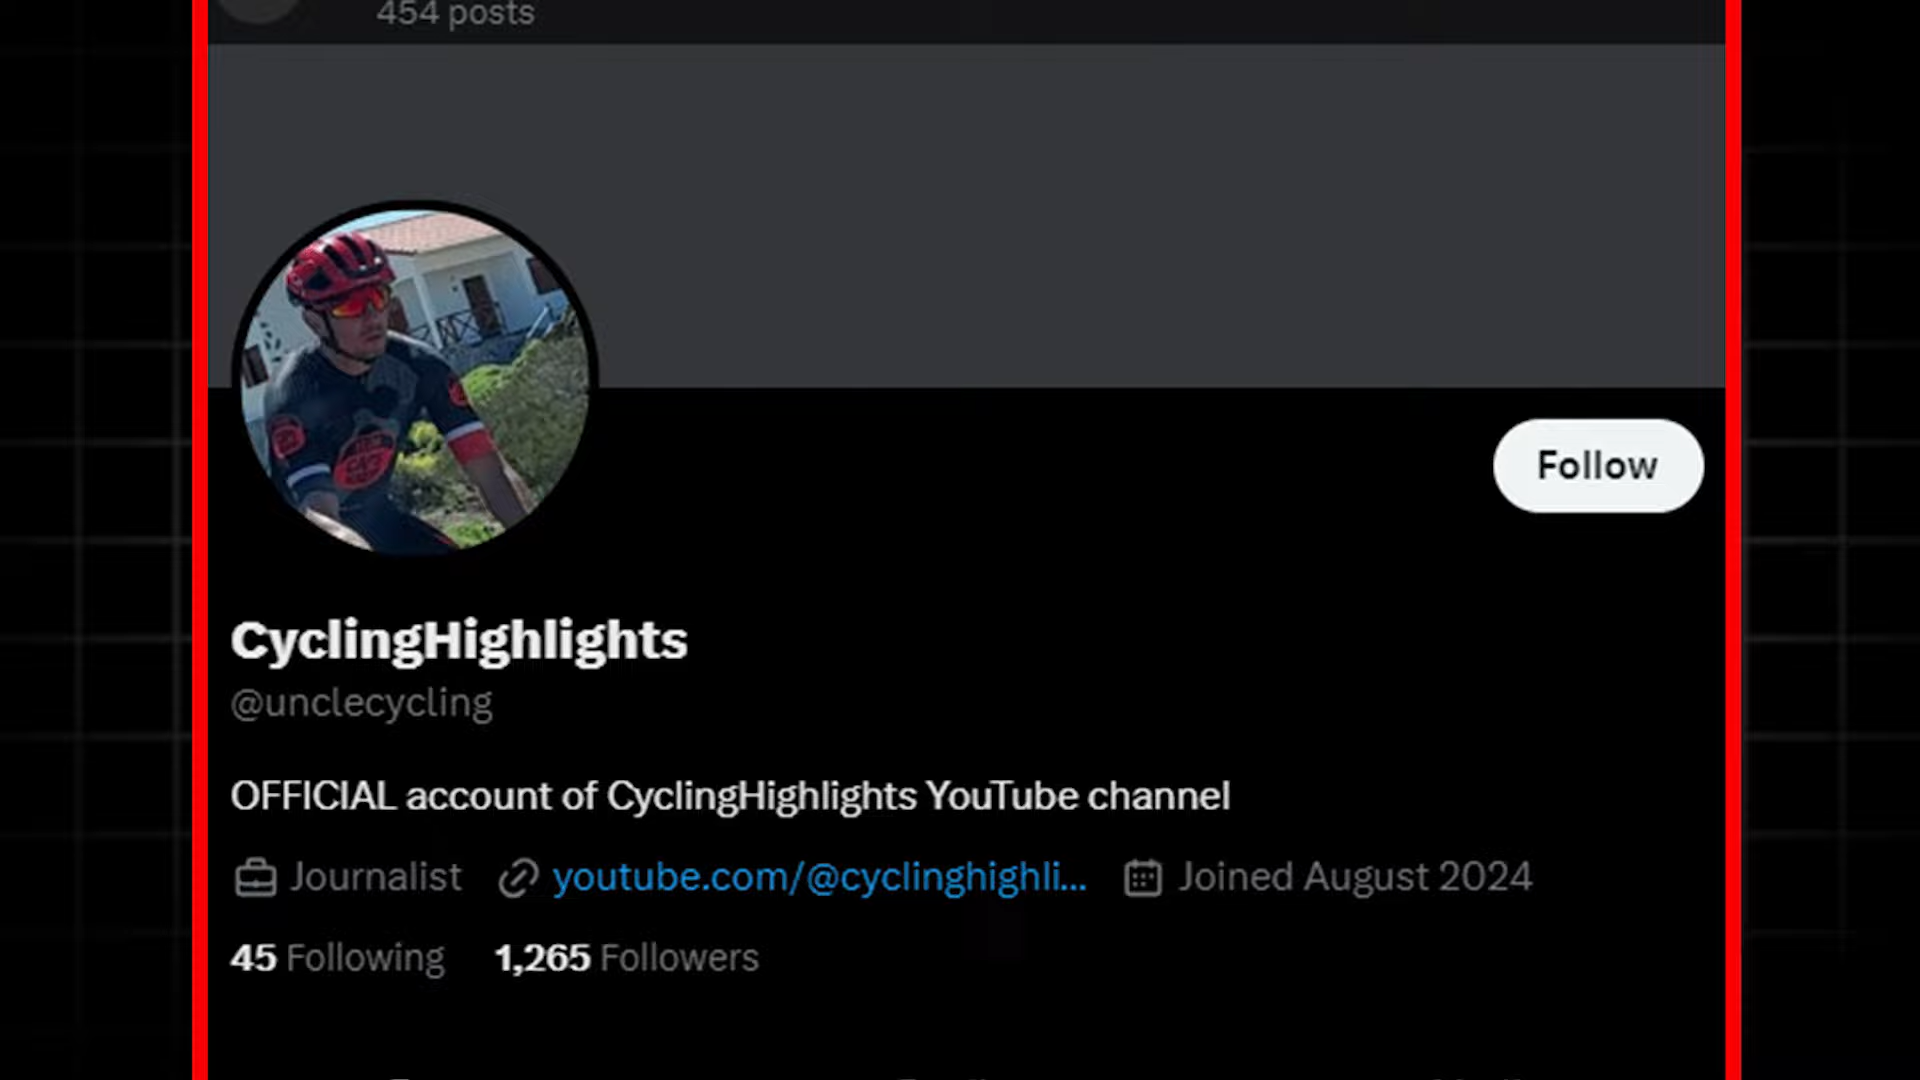 454 posts
Follow
CyclingHighlights
@unclecycling
OFFICIAL account of CyclingHighlights YouTube channel
Journalist youtube.com/@cyclinghighli... Joined August 2024
45 Following 1,265 Followers